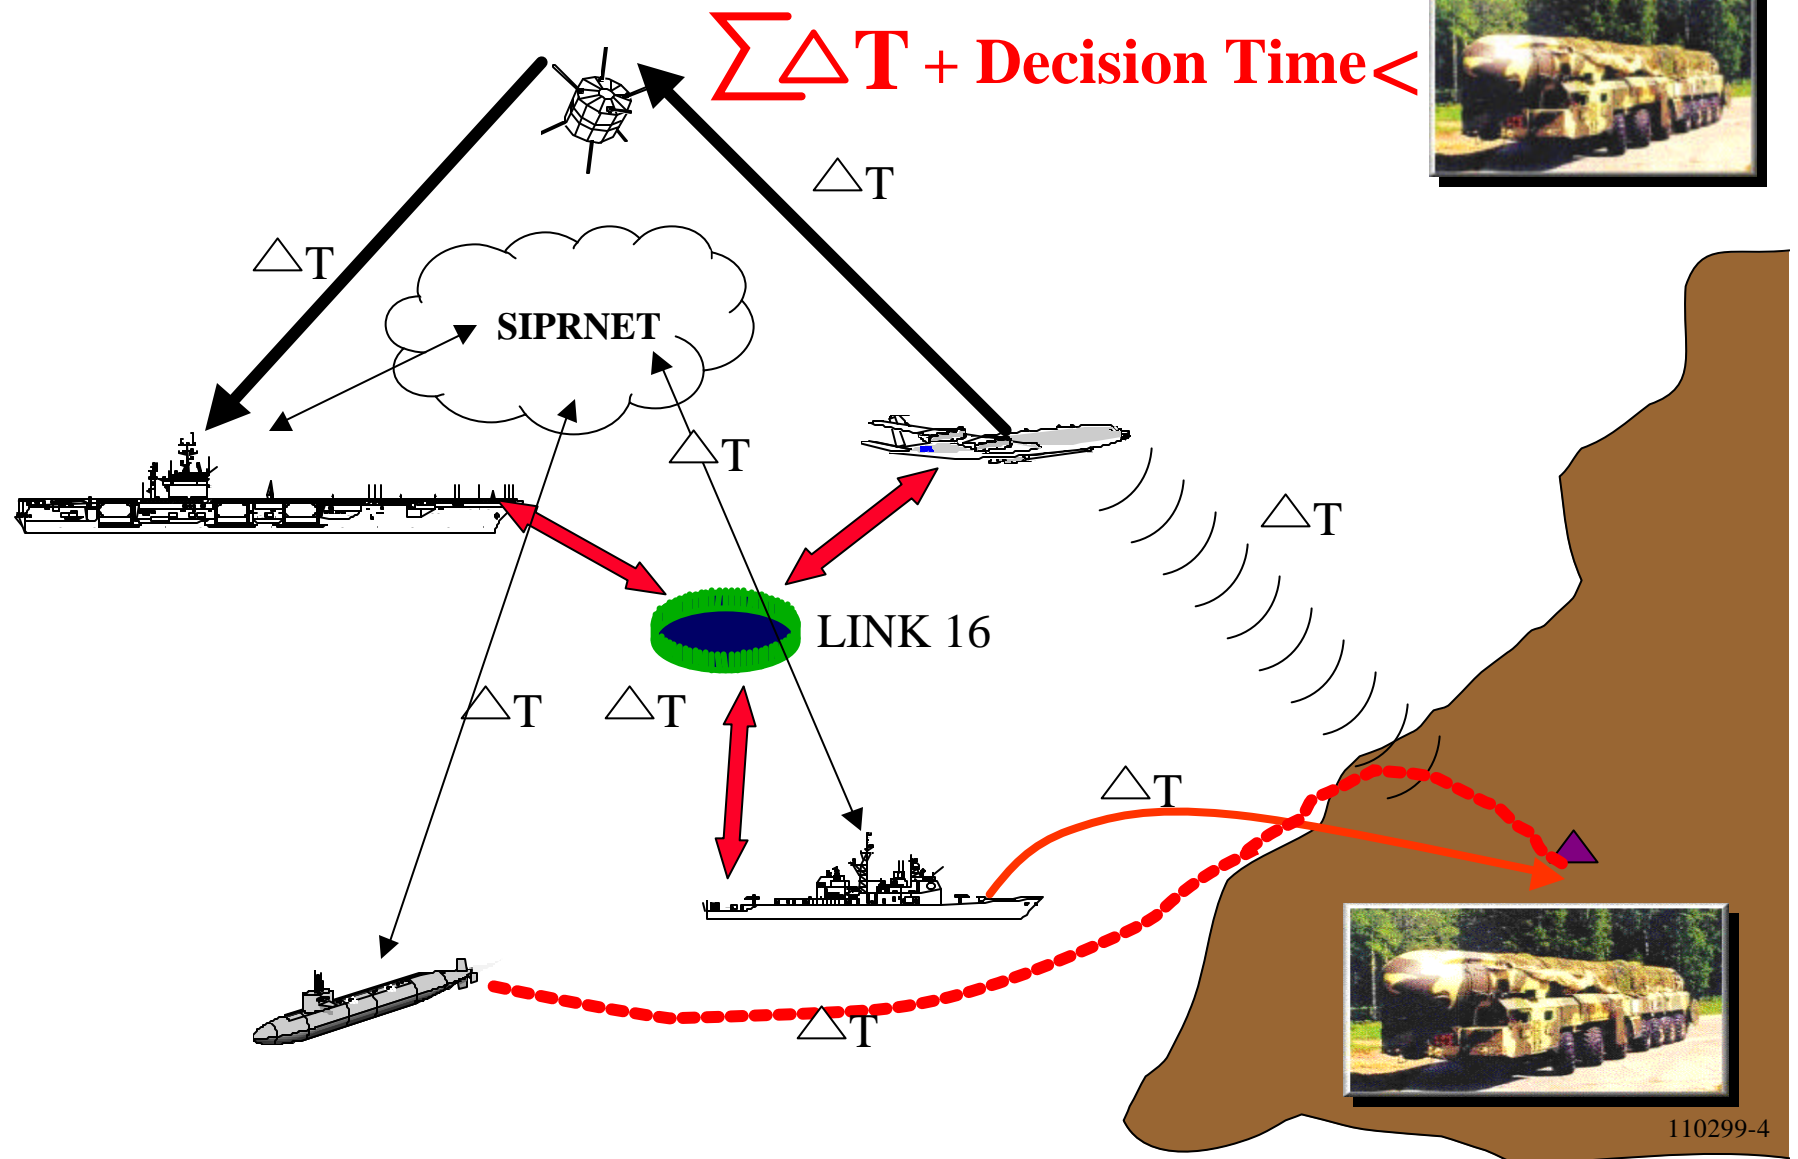 ∑△T + Decision Time <
△T
△T
SIPRNET
△T
△T
LINK 16
△T
△T
△T
△T
110299-4